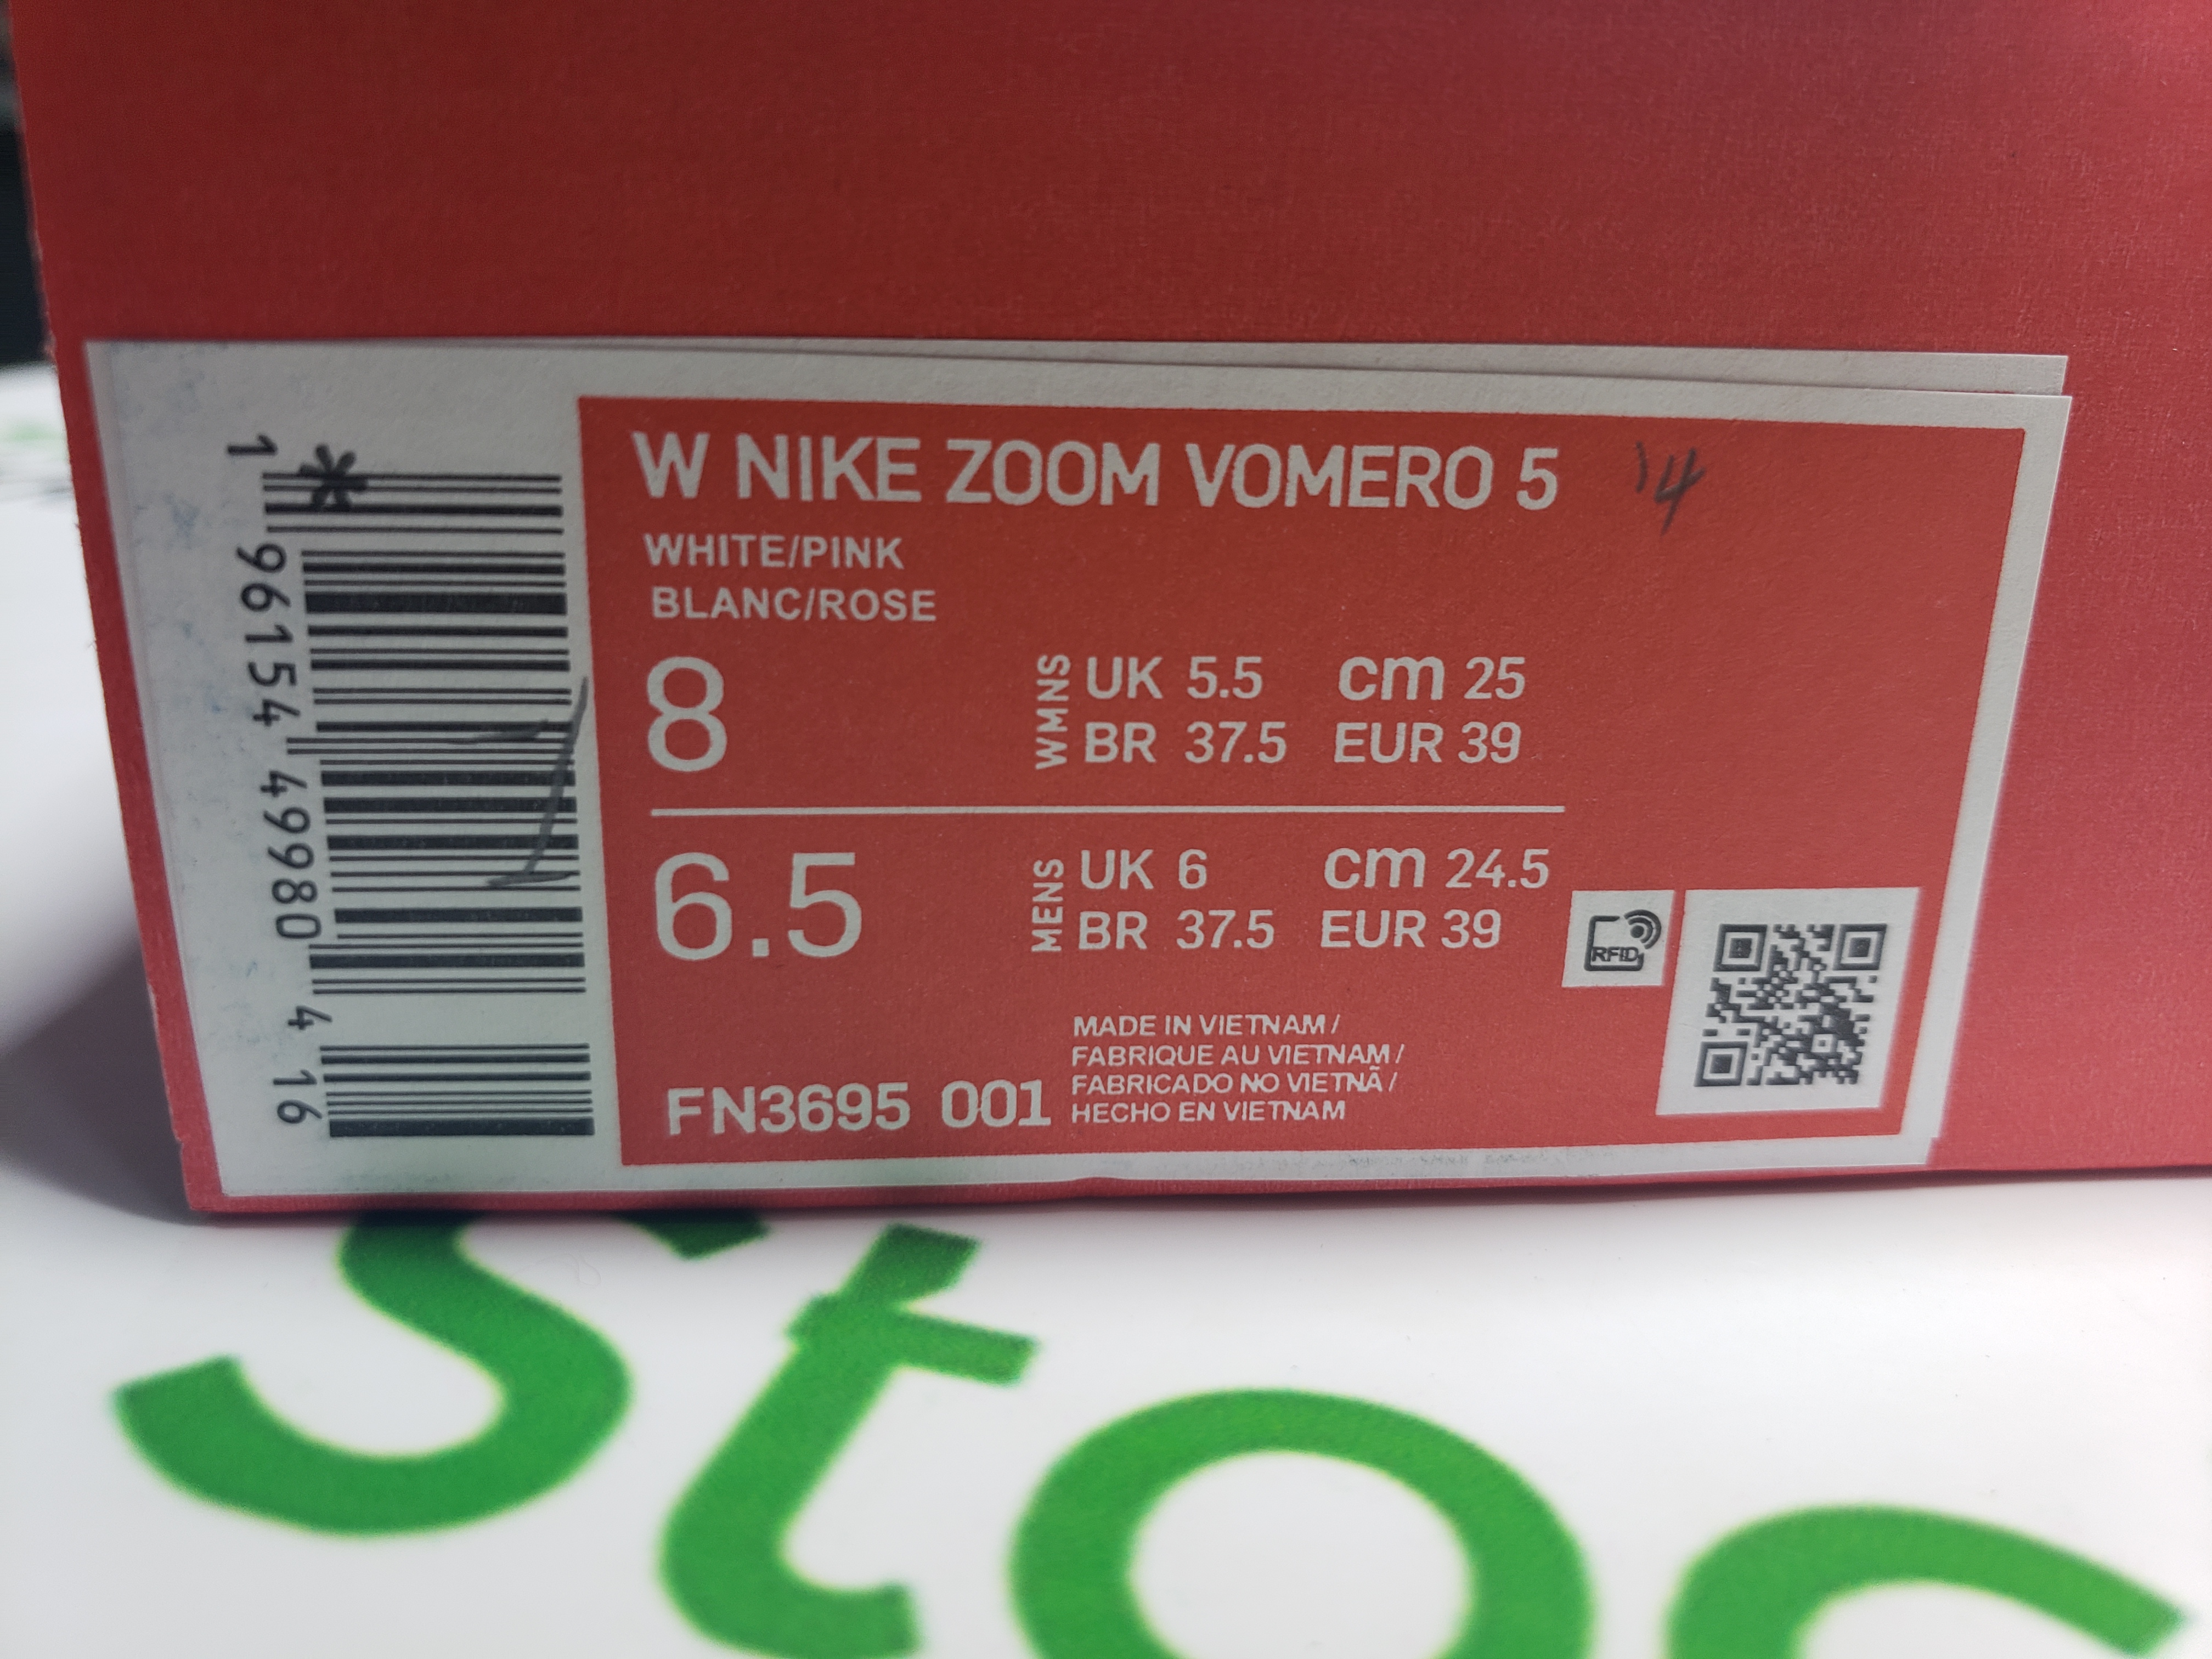 W NIKE ZOOM VOMERO 5 '4
WHITE/PINK
BLANC/ROSE
8 WMNS UK 5.5 cm 25
BR 37.5 EUR 39
6.5 MENS UK 6 cm 24.5
BR 37.5 EUR 39
RFID
MADE IN VIETNAM /
FABRIQUE AU VIETNAM /
FABRICADO NO VIETNÃ /
HECHO EN VIETNAM
FN3695 001
1 96154 49980 4 16
*
Stoc